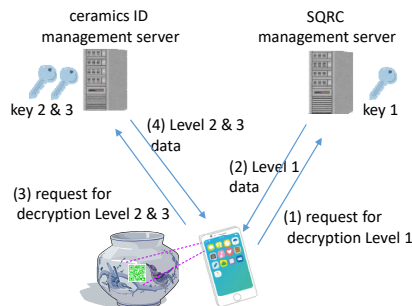 ceramics ID
management server
SQRC
management server
key 2 & 3
key 1
(4) Level 2 & 3
data
(2) Level 1
data
(3) request for
decryption Level 2 & 3
(1) request for
decryption Level 1